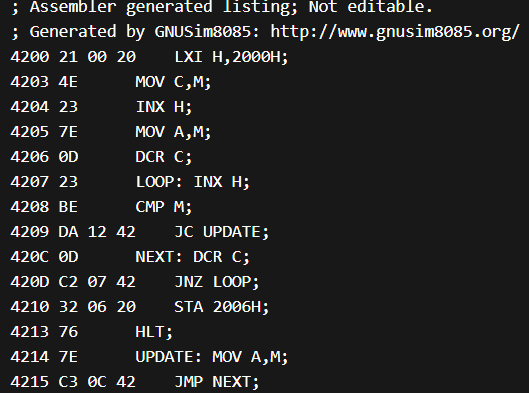 ; Assembler generated listing; Not editable.
; Generated by GNUSim8085: http://www.gnusim8085.org/
4200 21 00 20 LXI H,2000H;
4203 4E MOV C,M;
4204 23 INX H;
4205 7E MOV A,M;
4206 0D DCR C;
4207 23 LOOP: INX H;
4208 BE CMP M;
4209 DA 12 42 JC UPDATE;
420C 0D NEXT: DCR C;
420D C2 07 42 JNZ LOOP;
4210 32 06 20 STA 2006H;
4213 76 HLT;
4214 7E UPDATE: MOV A,M;
4215 C3 0C 42 JMP NEXT;